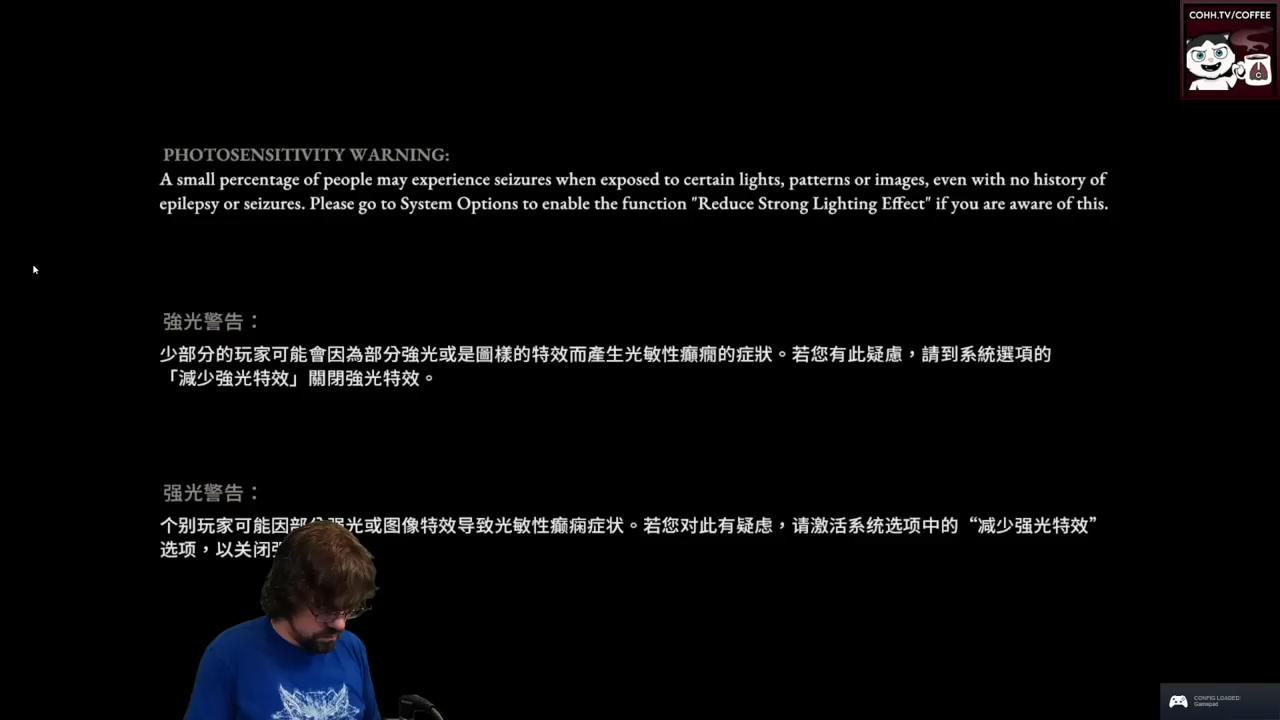 COHH.TV/COFFEE
PHOTOSENSITIVITY WARNING:
A small percentage of people may experience seizures when exposed to certain lights, patterns or images, even with no history of
epilepsy or seizures. Please go to System Options to enable the function "Reduce Strong Lighting Effect" if you are aware of this.
強光警告：
少部分的玩家可能會因為部分強光或是圖樣的特效而產生光敏性癲癇的症狀。若您有此疑慮，請到系統選項的
「減少強光特效」關閉強光特效。
强光警告：
个别玩家可能因部分强光或图像特效导致光敏性癫痫症状。若您对此有疑虑，请激活系统选项中的“减少强光特效”
选项，以关闭
CONFIG LOADED:
Gamepad